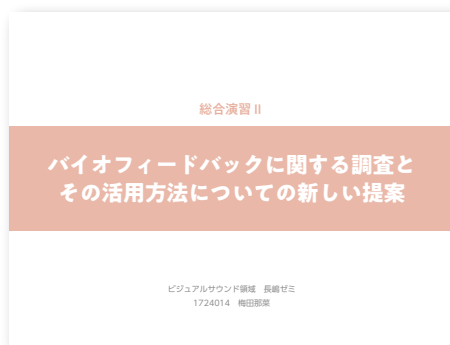 総合演習 II
バイオフィードバックに関する調査と
その活用方法についての新しい提案
ビジュアルサウンド領域　長嶋ゼミ
1724014　梅田那菜